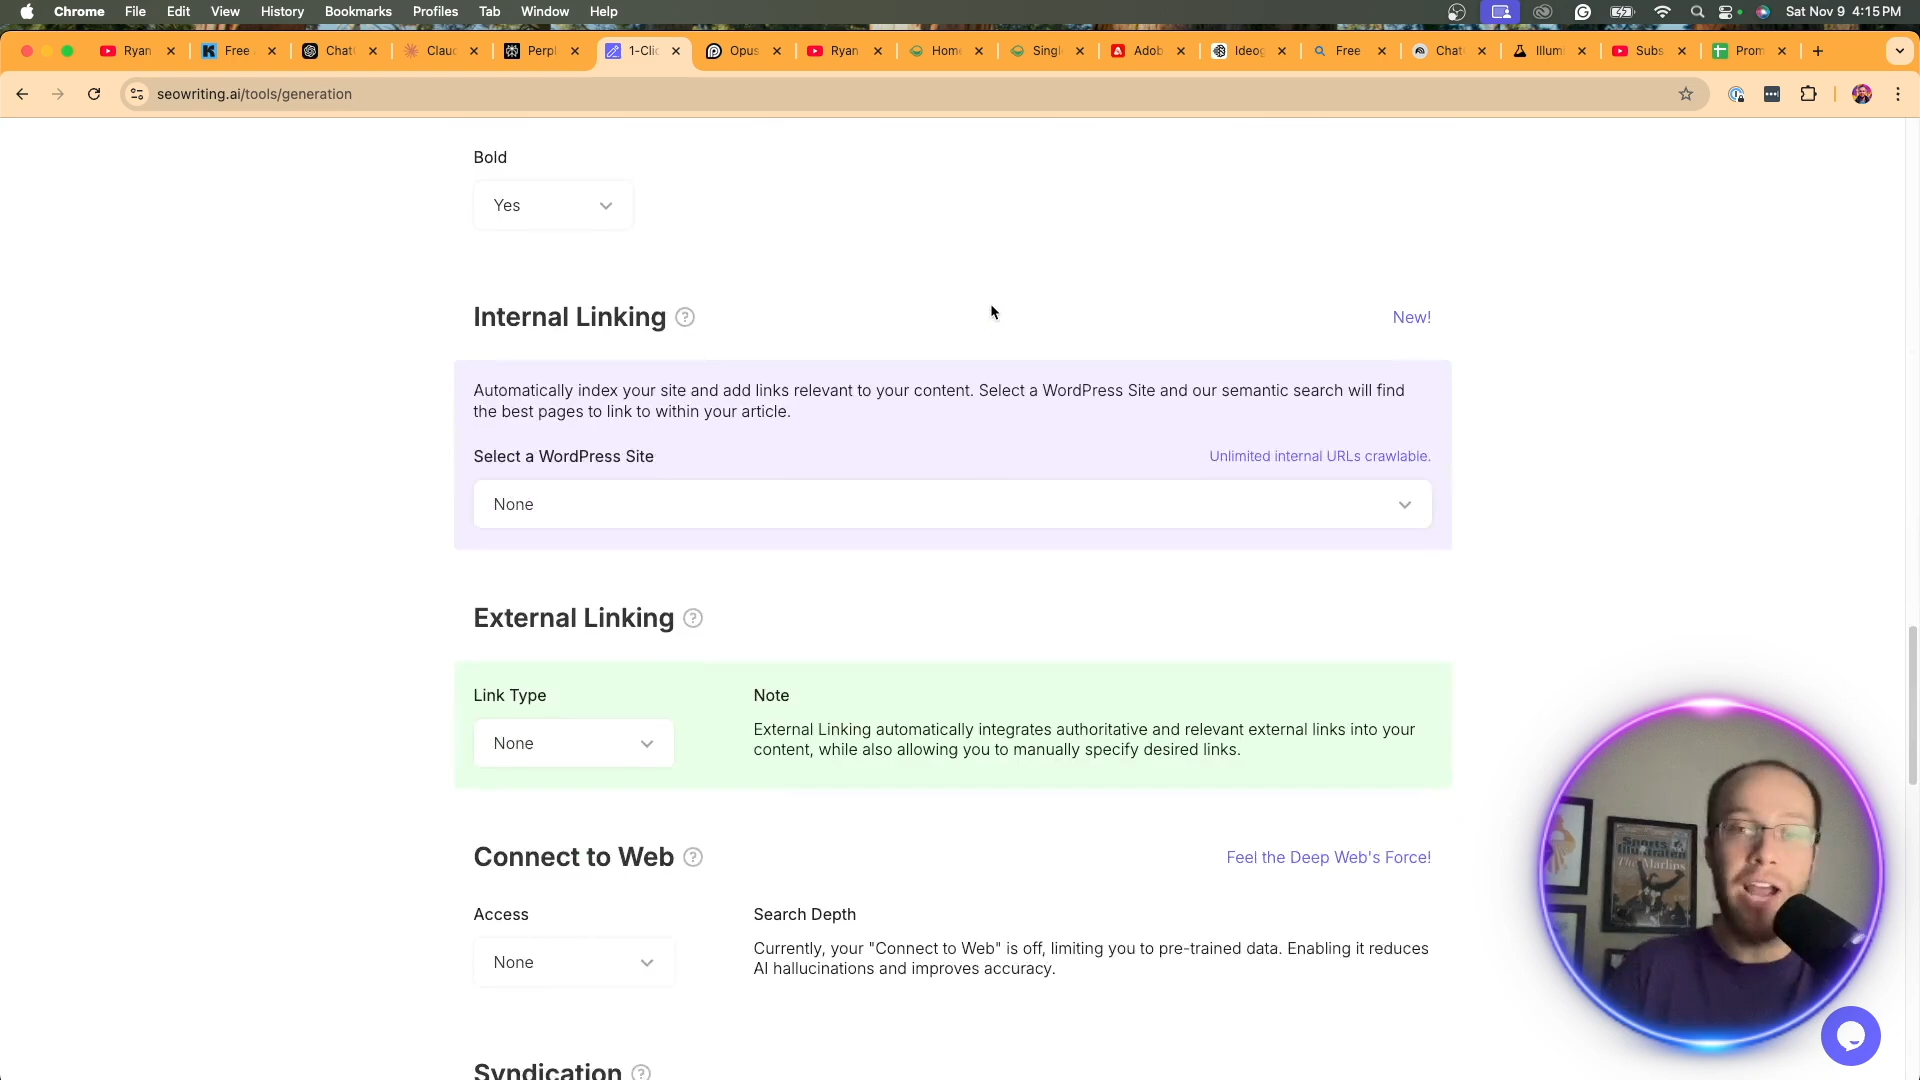 Chrome File Edit View History Bookmarks Profiles Tab Window Help Sat Nov 9 4:15 PM
Ryan Free Chat Claud Perpl 1-Clic Opus Ryan Home Singl Adob Ideog Free Chat Illumi Subs Prom
seowriting.ai/tools/generation
Bold
Yes
Internal Linking ? New!
Automatically index your site and add links relevant to your content. Select a WordPress Site and our semantic search will find
the best pages to link to within your article.
Select a WordPress Site Unlimited internal URLs crawlable.
None
External Linking ?
Link Type Note
External Linking automatically integrates authoritative and relevant external links into your
None
content, while also allowing you to manually specify desired links.
Connect to Web ? Feel the Deep Web's Force!
Access Search Depth
Currently, your "Connect to Web" is off, limiting you to pre-trained data. Enabling it reduces
None
AI hallucinations and improves accuracy.
Syndication ?
Sports
Illustrated
The Marlins